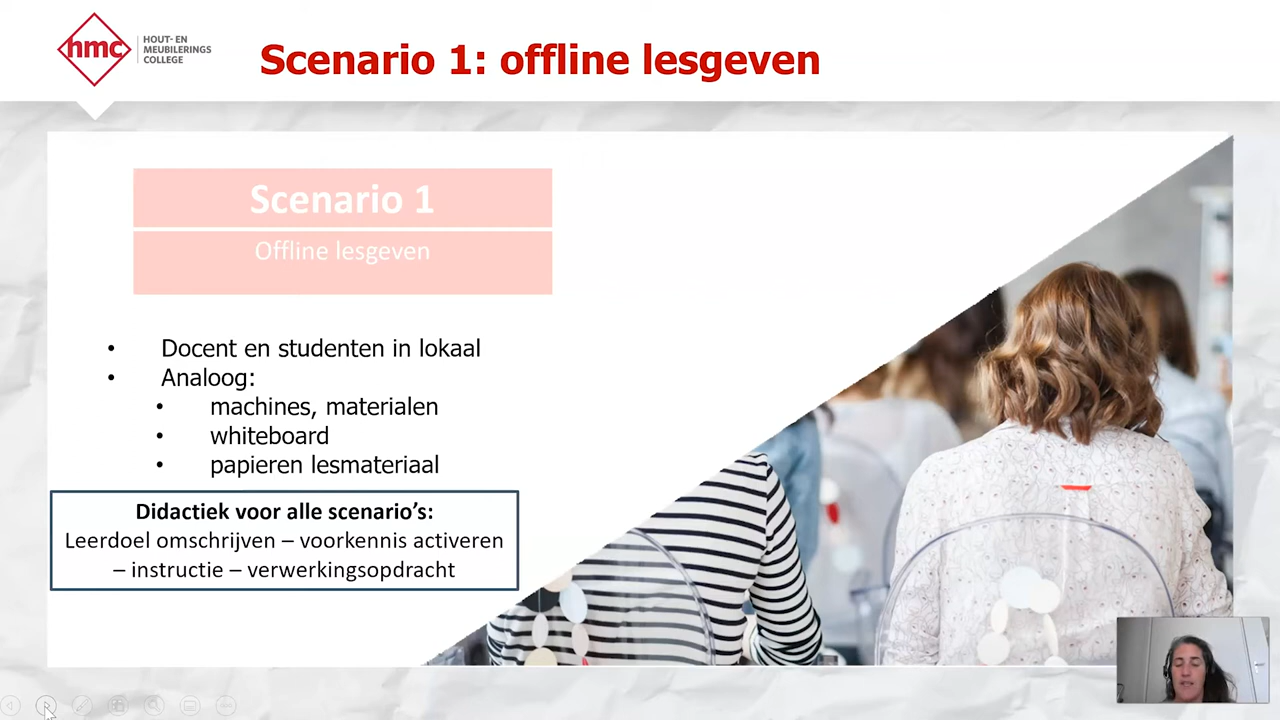 hmc
HOUT- EN
MEUBILERINGS
COLLEGE
Scenario 1: offline lesgeven
Scenario 1
Offline lesgeven
• Docent en studenten in lokaal
• Analoog:
• machines, materialen
• whiteboard
• papieren lesmateriaal
Didactiek voor alle scenario’s:
Leerdoel omschrijven – voorkennis activeren
– instructie – verwerkingsopdracht